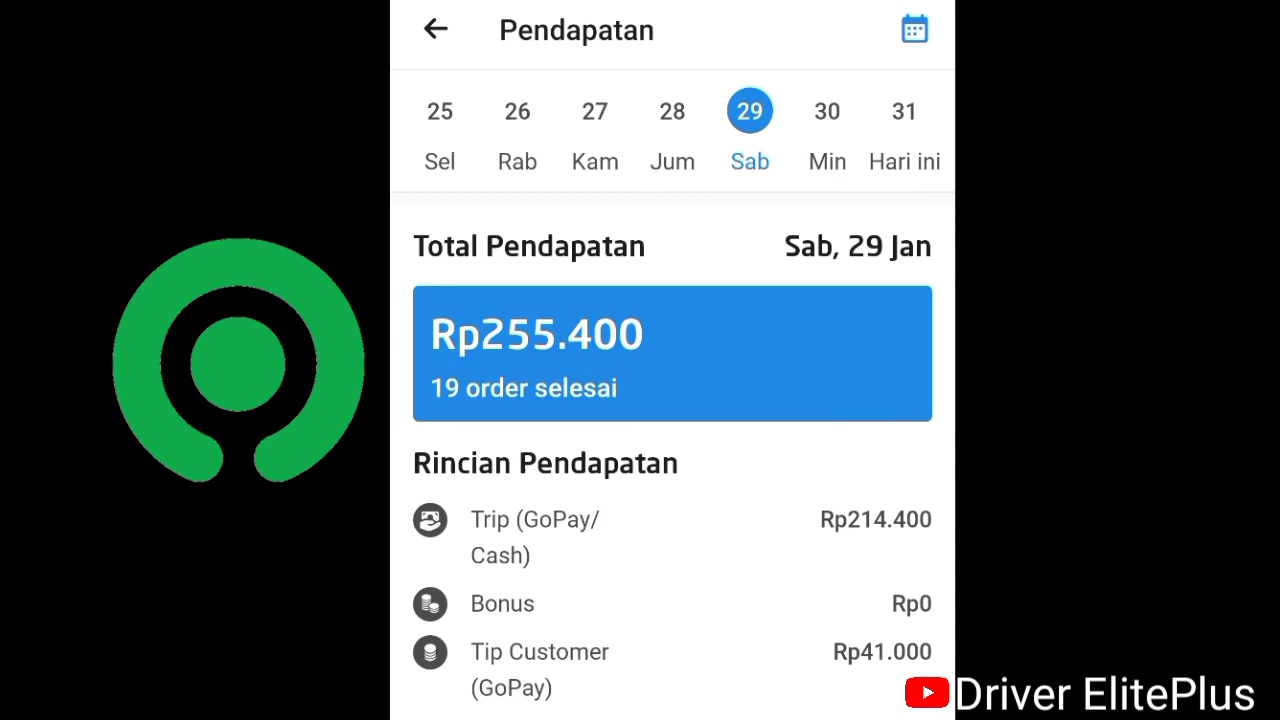 Pendapatan
25 26 27 28 29 30 31
Sel Rab Kam Jum Sab Min Hari ini
Total Pendapatan Sab, 29 Jan
Rp255.400
19 order selesai
Rincian Pendapatan
Trip (GoPay/ Rp214.400
Cash)
Bonus Rp0
Tip Customer Rp41.000
(GoPay)
Driver ElitePlus